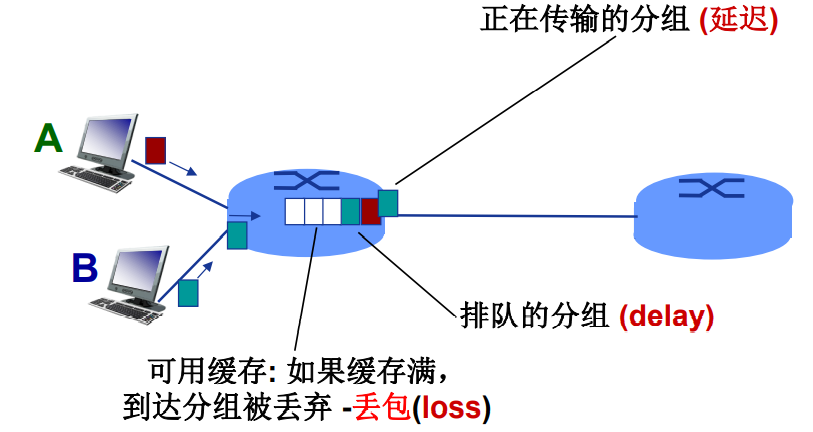 正在传输的分组 (延迟)
A
B
排队的分组 (delay)
可用缓存: 如果缓存满，
到达分组被丢弃 -丢包(loss)